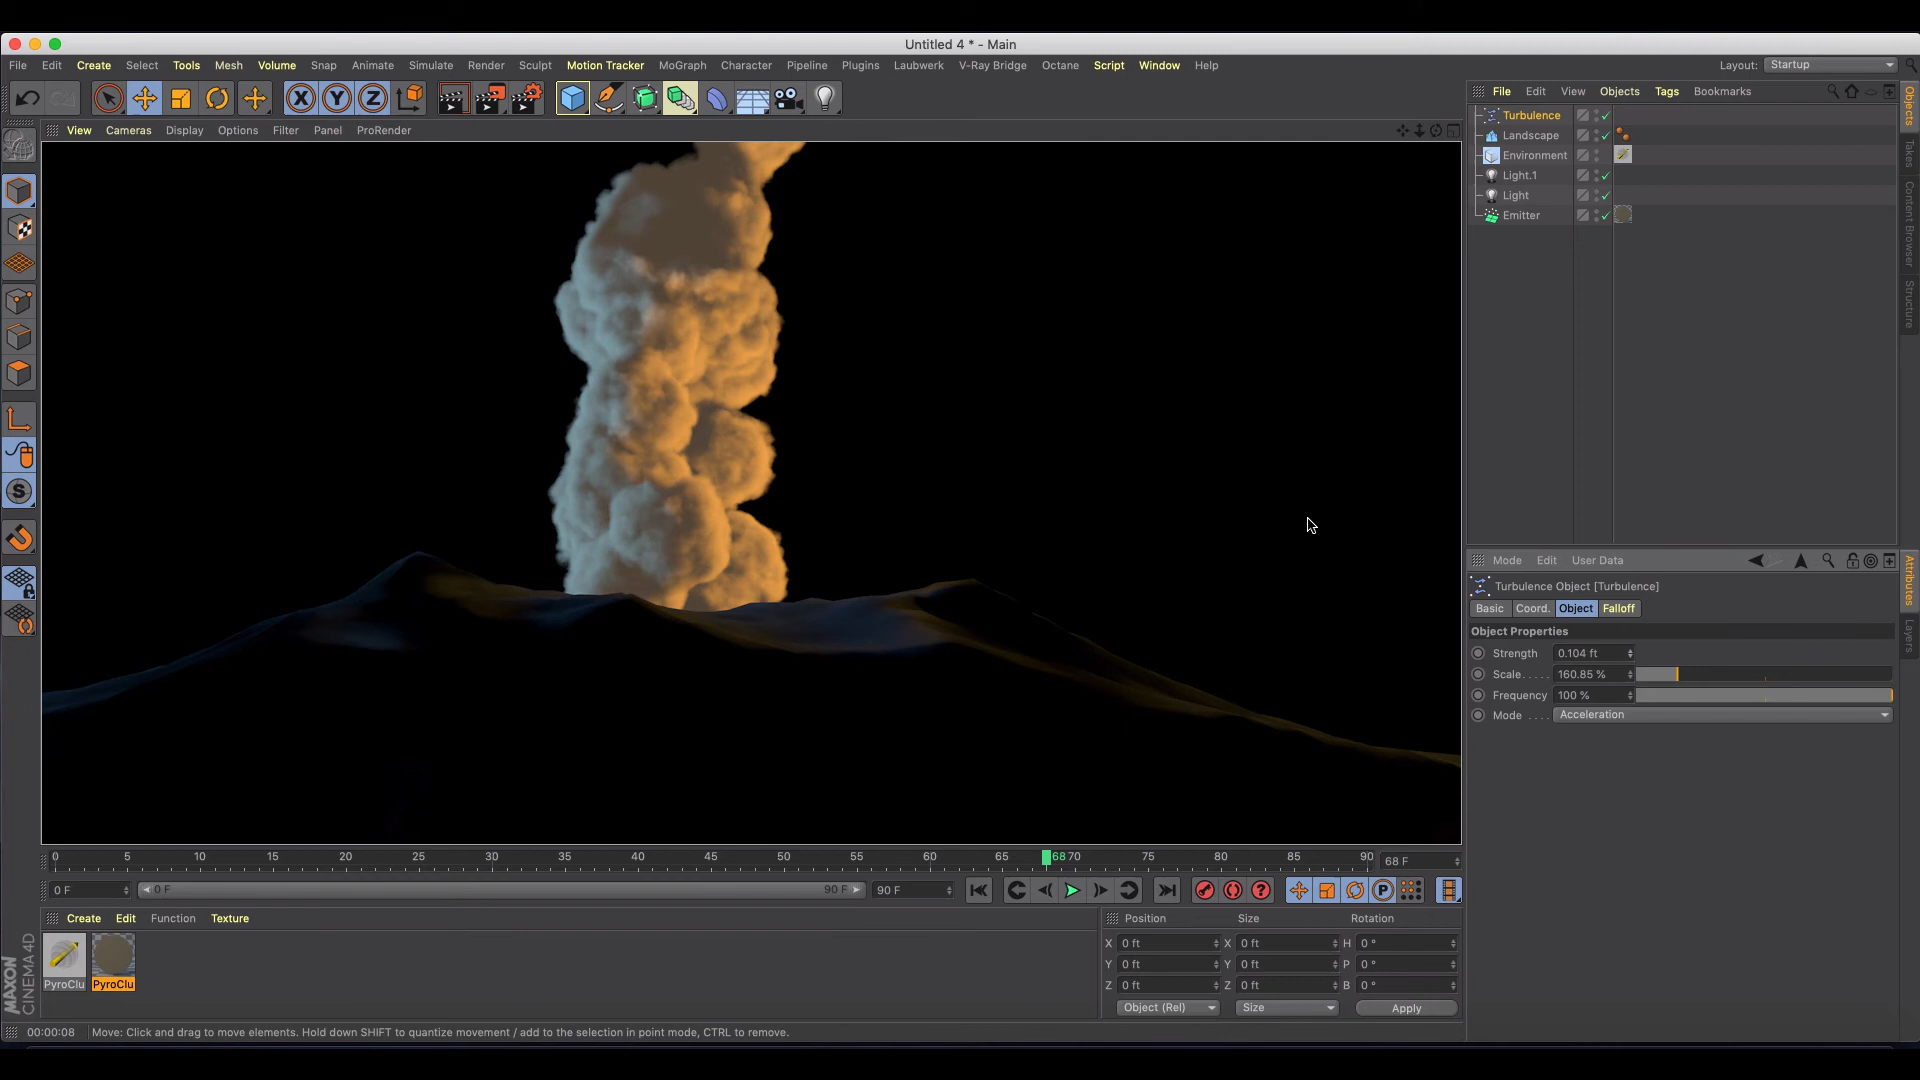 Untitled 4 * - Main
File Edit Create Select Tools Mesh Volume Snap Animate Simulate Render Sculpt Motion Tracker MoGraph Character Pipeline Plugins Laubwerk V-Ray Bridge Octane Script Window Help Layout: Startup
X Y Z
File Edit View Objects Tags Bookmarks
View Cameras Display Options Filter Panel ProRender
Turbulence
Landscape
Environment
Light.1
Light
Emitter
Objects
Takes
Content Browser
Structure
S
Mode Edit User Data
Turbulence Object [Turbulence]
Basic Coord. Object Falloff
Object Properties
Strength 0.104 ft
Scale..... 160.85 %
Frequency 100 %
Mode .... Acceleration
Attributes
Layers
0 5 10 15 20 25 30 35 40 45 50 55 60 65 68 70 75 80 85 90 68 F
0 F 0 F 90 F 90 F ? P
Create Edit Function Texture
Position Size Rotation
X 0 ft X 0 ft H 0 °
Y 0 ft Y 0 ft P 0 °
Z 0 ft Z 0 ft B 0 °
Object (Rel) Size Apply
PyroClu PyroClu
MAXON
CINEMA 4D
00:00:08 Move: Click and drag to move elements. Hold down SHIFT to quantize movement / add to the selection in point mode, CTRL to remove.